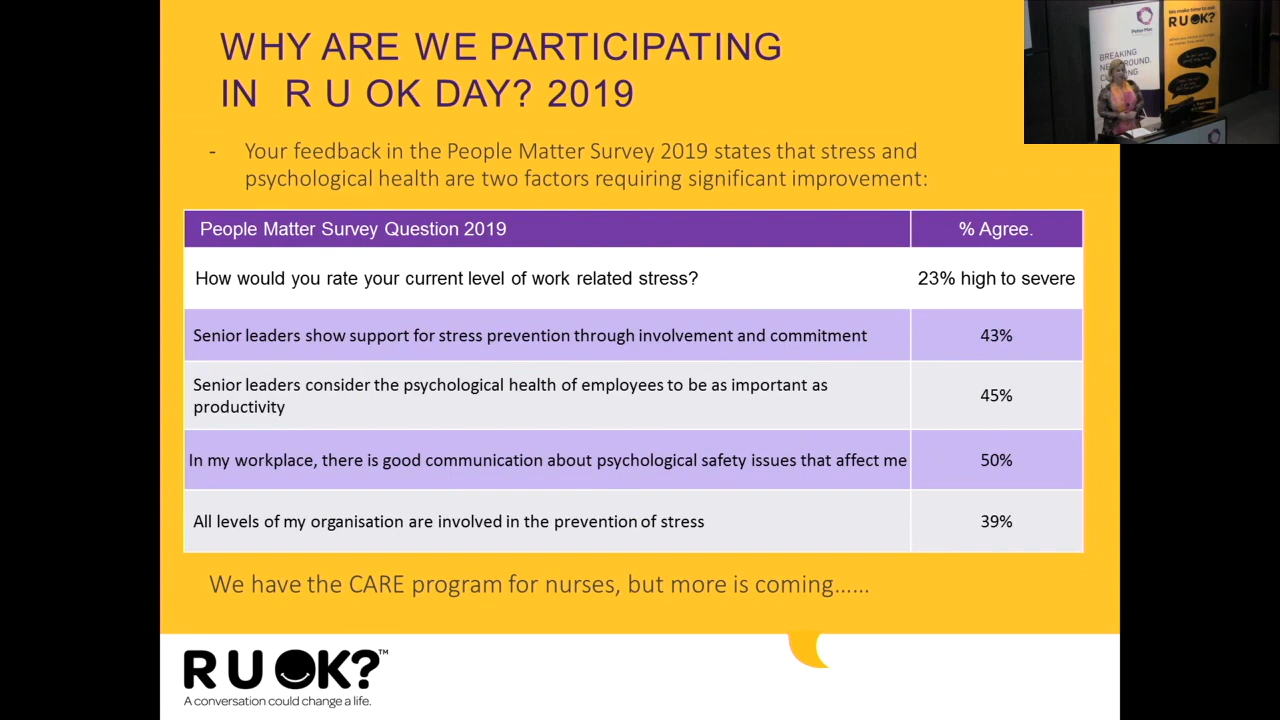 WHY ARE WE PARTICIPATING
IN R U OK DAY? 2019
- Your feedback in the People Matter Survey 2019 states that stress and
psychological health are two factors requiring significant improvement:
People Matter Survey Question 2019 % Agree.
How would you rate your current level of work related stress? 23% high to severe
Senior leaders show support for stress prevention through involvement and commitment 43%
Senior leaders consider the psychological health of employees to be as important as
productivity 45%
In my workplace, there is good communication about psychological safety issues that affect me 50%
All levels of my organisation are involved in the prevention of stress 39%
We have the CARE program for nurses, but more is coming......
R U OK?™
A conversation could change a life.
Peter Mac
BREAKING
R U OK?